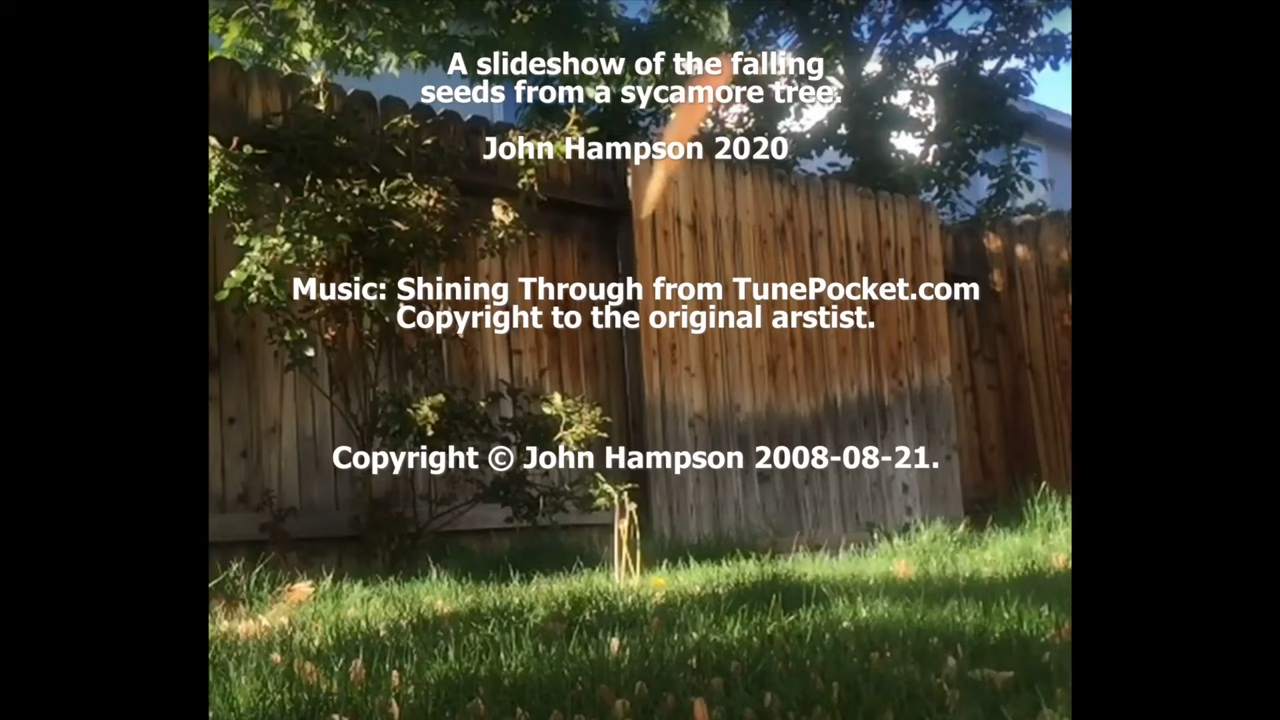 A slideshow of the falling
seeds from a sycamore tree.
John Hampson 2020
Music: Shining Through from TunePocket.com
Copyright to the original arstist.
Copyright © John Hampson 2008-08-21.